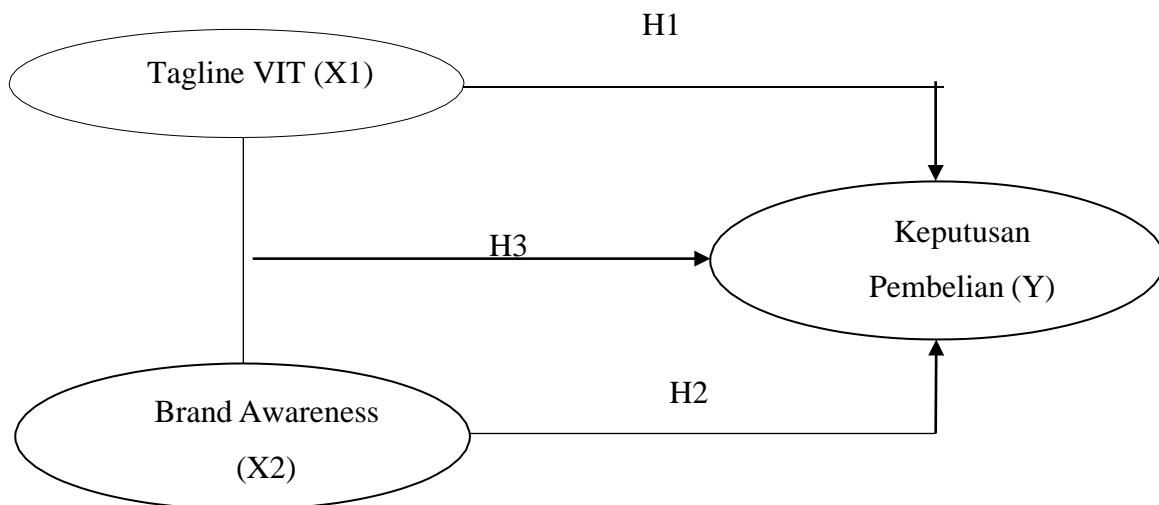 H1
Tagline VIT (X1)
Keputusan
H3
Pembelian (Y)
Brand Awareness
H2
(X2)